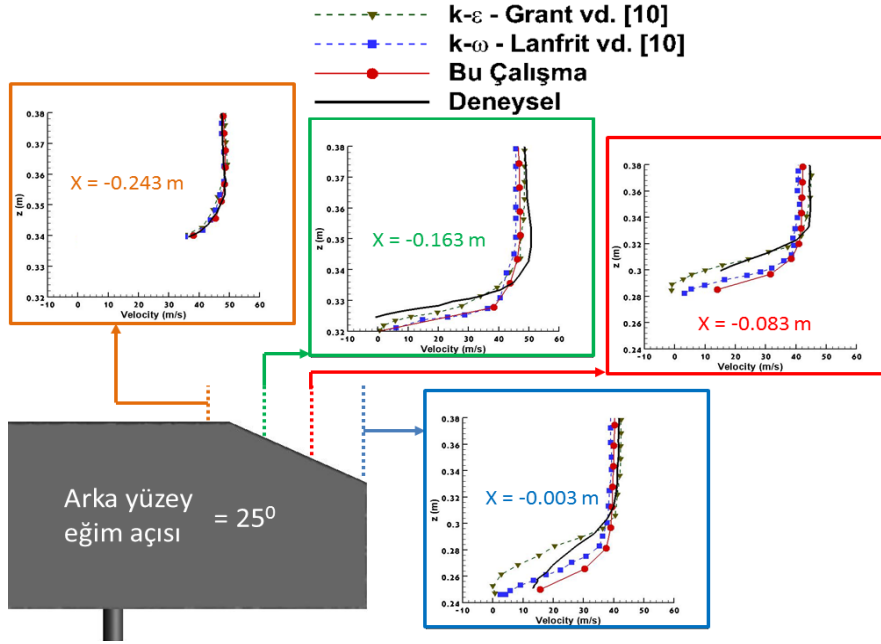 k-ε - Grant vd. [10]
k-ω - Lanfrit vd. [10]
Bu Çalışma
Deneysel
0.38
0.37
0.36
0.35
0.34
0.33
0.32
z (m)
X = -0.243 m
-10 0 10 20 30 40 50 60
Velocity (m/s)
0.38
0.37
0.36
0.35
0.34
0.33
0.32
z (m)
X = -0.163 m
-10 0 10 20 30 40 50 60
Velocity (m/s)
0.38
0.36
0.34
0.32
0.3
0.28
0.26
0.24
z (m)
X = -0.083 m
-10 0 10 20 30 40 50 60
Velocity (m/s)
0.38
0.36
0.34
0.32
0.3
0.28
0.26
0.24
z (m)
X = -0.003 m
-10 0 10 20 30 40 50 60
Velocity (m/s)
Arka yüzey
eğim açısı = 25⁰